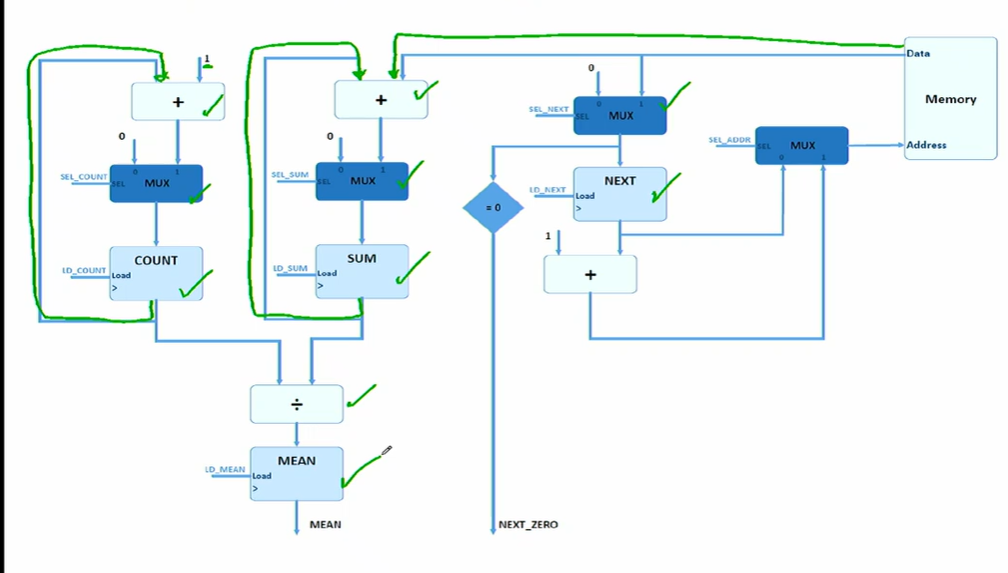 1
+
0
0 1
SEL_COUNT SEL MUX
COUNT
LD_COUNT Load
>
+
0
0 1
SEL_SUM SEL MUX
SUM
LD_SUM Load
>
÷
MEAN
LD_MEAN Load
>
MEAN
0
0 1
SEL_NEXT SEL MUX
NEXT
LD_NEXT Load
>
= 0
1
+
NEXT_ZERO
SEL_ADDR SEL MUX
0 1
Data
Memory
Address